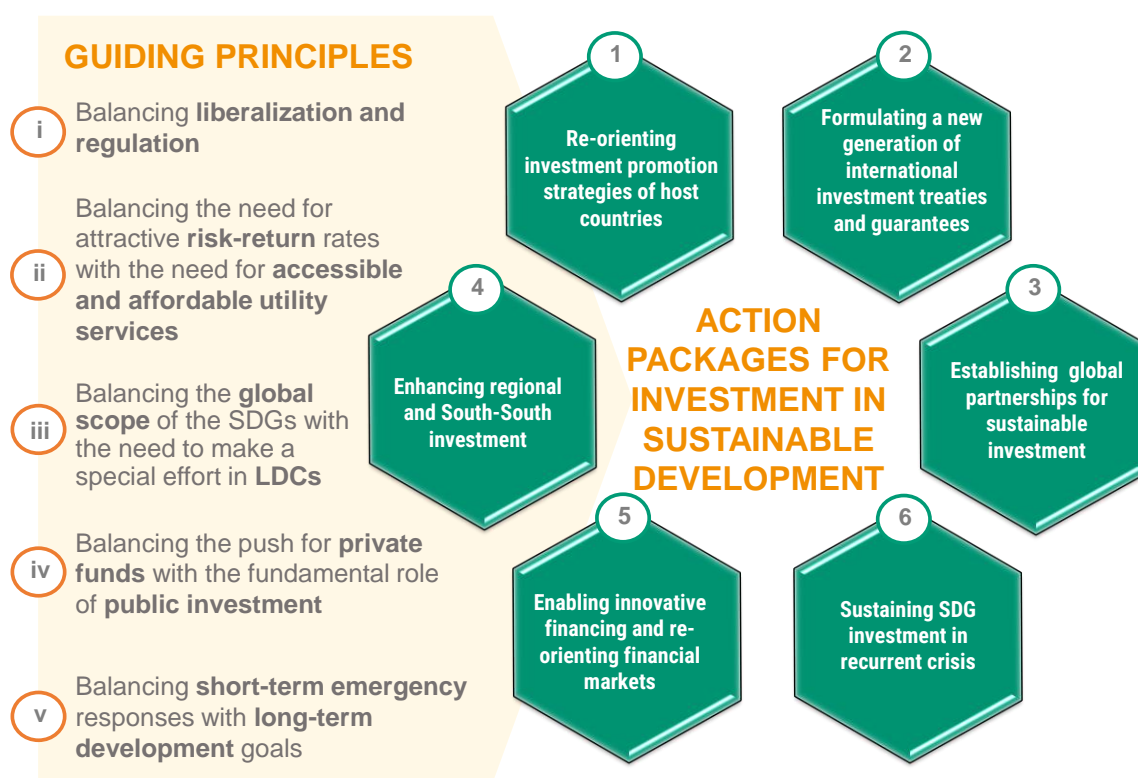 GUIDING PRINCIPLES
i
Balancing liberalization and
regulation
ii
Balancing the need for
attractive risk-return rates
with the need for accessible
and affordable utility
services
iii
Balancing the global
scope of the SDGs with
the need to make a
special effort in LDCs
iv
Balancing the push for private
funds with the fundamental role
of public investment
v
Balancing short-term emergency
responses with long-term
development goals
ACTION
PACKAGES FOR
INVESTMENT IN
SUSTAINABLE
DEVELOPMENT
1
Re-orienting
investment promotion
strategies of host
countries
2
Formulating a new
generation of
international
investment treaties
and guarantees
3
Establishing global
partnerships for
sustainable
investment
4
Enhancing regional
and South-South
investment
5
Enabling innovative
financing and re-
orienting financial
markets
6
Sustaining SDG
investment in
recurrent crisis